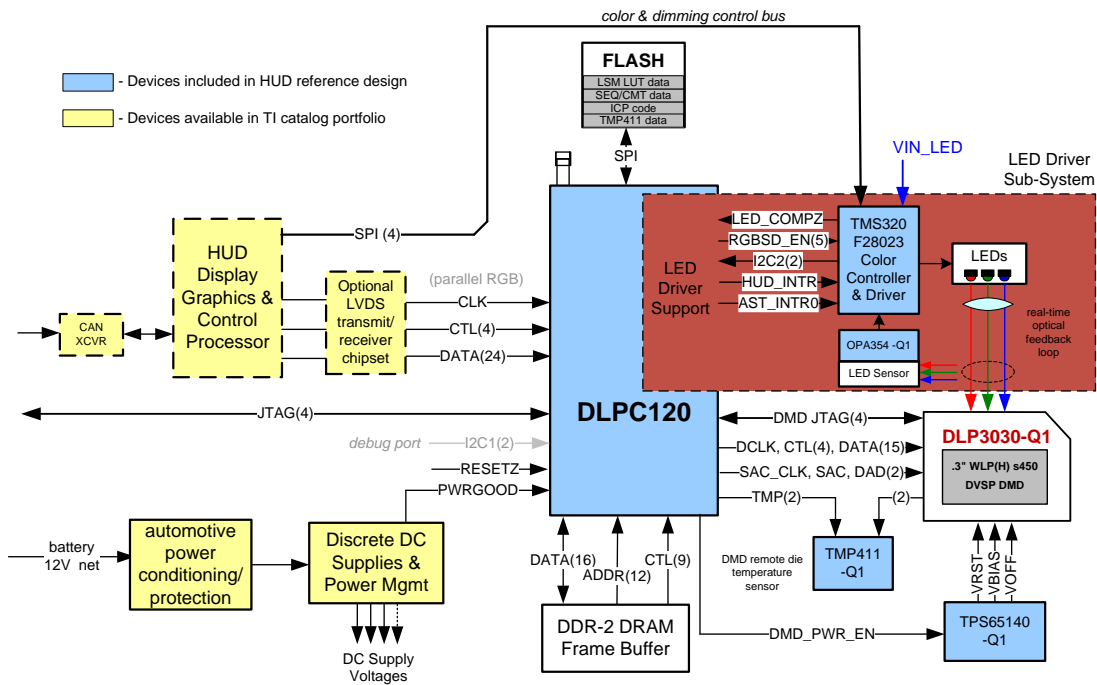 color & dimming control bus
- Devices included in HUD reference design
- Devices available in TI catalog portfolio
FLASH
LSM LUT data
SEQ/CMT data
ICP code
TMP411 data
SPI
VIN_LED
LED Driver
Sub-System
HUD
Display
Graphics &
Control
Processor
SPI (4)
Optional
LVDS
transmit/
receiver
chipset
(parallel RGB)
CLK
CTL(4)
DATA(24)
CAN
XCVR
LED
Driver
Support
LED_COMPZ
RGBSD_EN(5)
I2C2(2)
HUD_INTR
AST_INTR0
TMS320
F28023
Color
Controller
& Driver
LEDs
real-time
optical
feedback
loop
OPA354 -Q1
LED Sensor
DLPC120
JTAG(4)
debug port
I2C1(2)
RESETZ
PWRGOOD
DMD JTAG(4)
DCLK, CTL(4), DATA(15)
SAC_CLK, SAC, DAD(2)
TMP(2)
(2)
DLP3030-Q1
.3" WLP(H) s450
DVSP DMD
battery
12V net
automotive
power
conditioning/
protection
Discrete DC
Supplies &
Power Mgmt
DC Supply
Voltages
DATA(16)
ADDR(12)
CTL(9)
DDR-2 DRAM
Frame Buffer
DMD remote die
temperature
sensor
TMP411
-Q1
VRST
VBIAS
VOFF
DMD_PWR_EN
TPS65140
-Q1